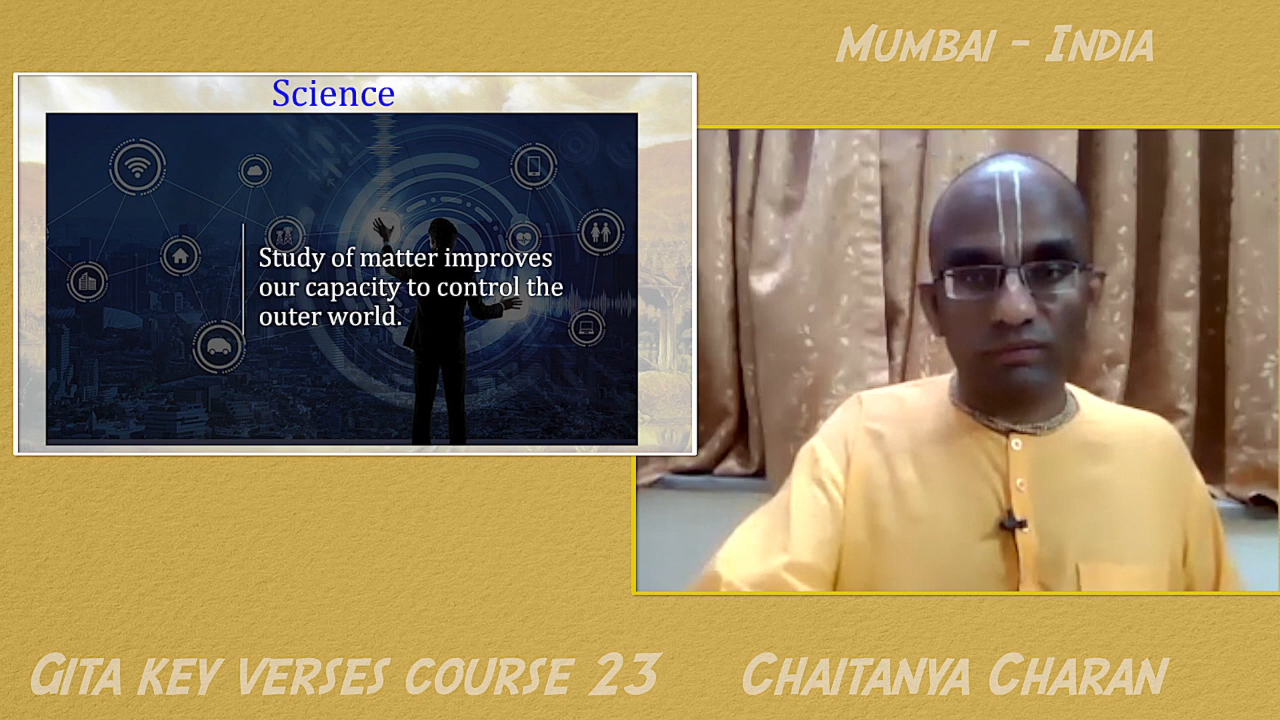 Mumbai - India
Science
Study of matter improves
our capacity to control the
outer world.
Gita key verses course 23
Chaitanya Charan